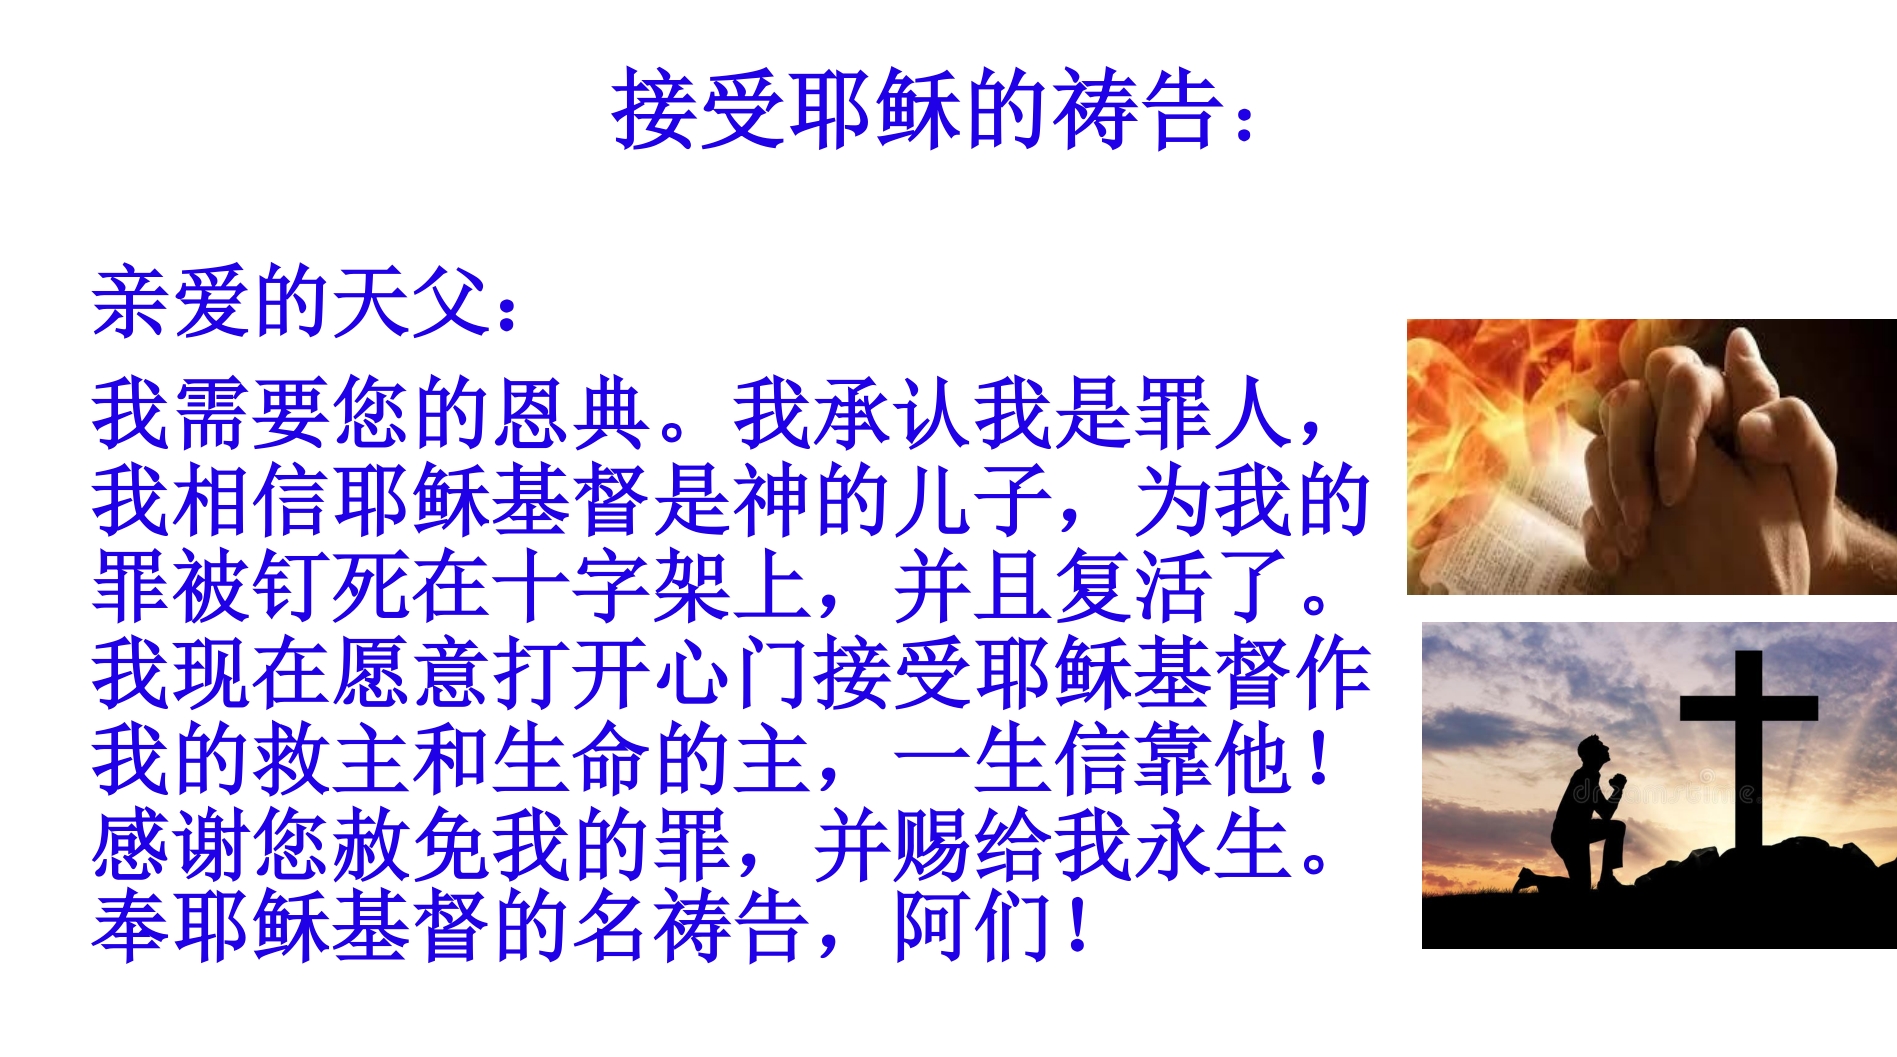 接受耶稣的祷告：
亲爱的天父：
我需要您的恩典。我承认我是罪人，
我相信耶稣基督是神的儿子，为我的
罪被钉死在十字架上，并且复活了。
我现在愿意打开心门接受耶稣基督作
我的救主和生命的主，一生信靠他！
感谢您赦免我的罪，并赐给我永生。
奉耶稣基督的名祷告，阿们！